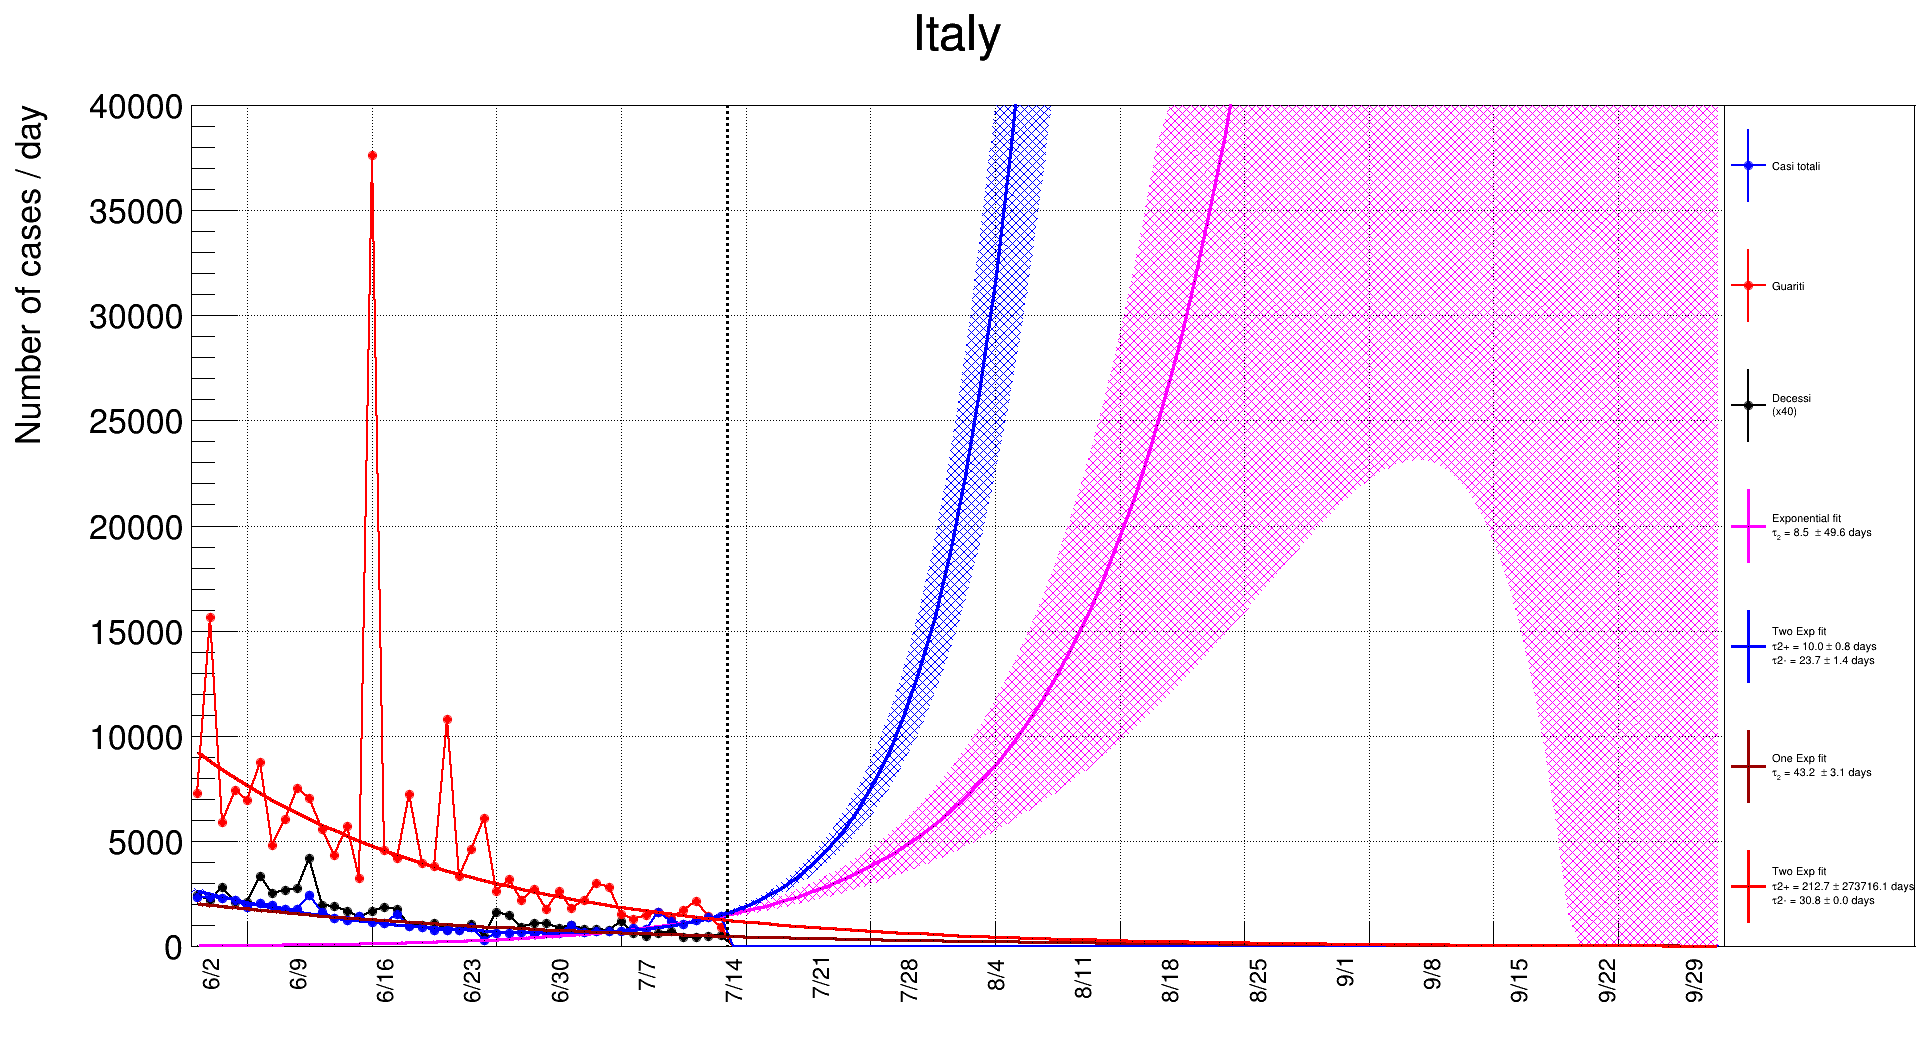 Italy
Number of cases / day
40000
35000
30000
25000
20000
15000
10000
5000
0
6/2
6/9
6/16
6/23
6/30
7/7
7/14
7/21
7/28
8/4
8/11
8/18
8/25
9/1
9/8
9/15
9/22
9/29
Casi totali
Guariti
Decessi
(x40)
Exponential fit
τ2 = 8.5 ± 49.6 days
Two Exp fit
τ2+ = 10.0 ± 0.8 days
τ2- = 23.7 ± 1.4 days
One Exp fit
τ2 = 43.2 ± 3.1 days
Two Exp fit
τ2+ = 212.7 ± 273716.1 days
τ2- = 30.8 ± 0.0 days